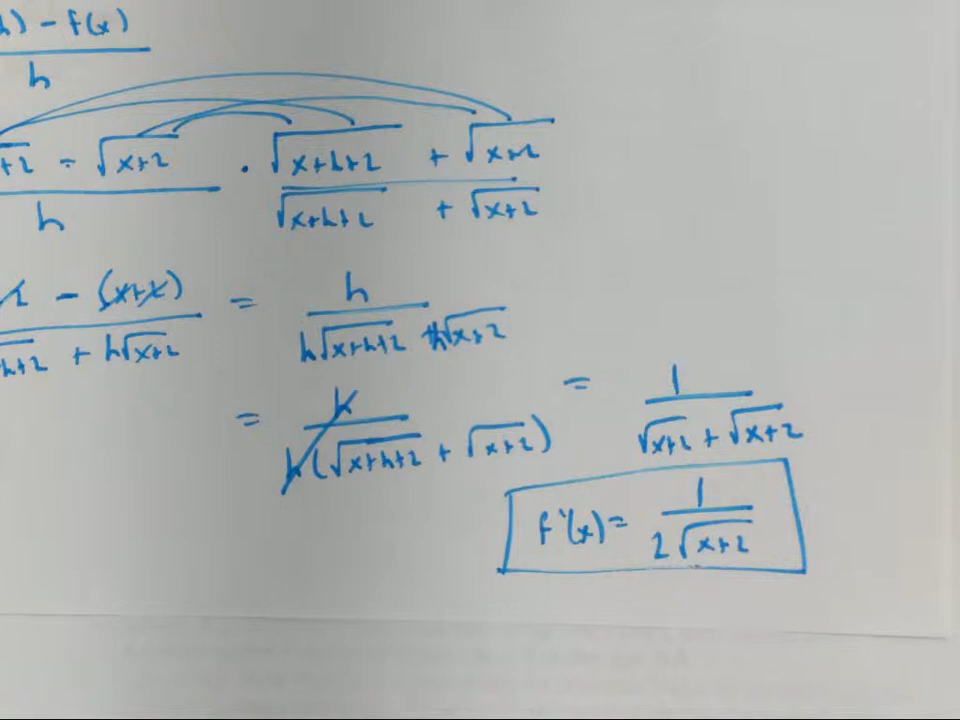 h) - f(x)
h
+2 - √x+2 · √x+h+2 + √x+2
h √x+h+2 + √x+2
2 - (x+2) = h
h+2 + h√x+2 h√x+h+2 + h√x+2
= h = 1
h(√x+h+2 + √x+2) √x+2 + √x+2
f'(x) = 1
2√x+2